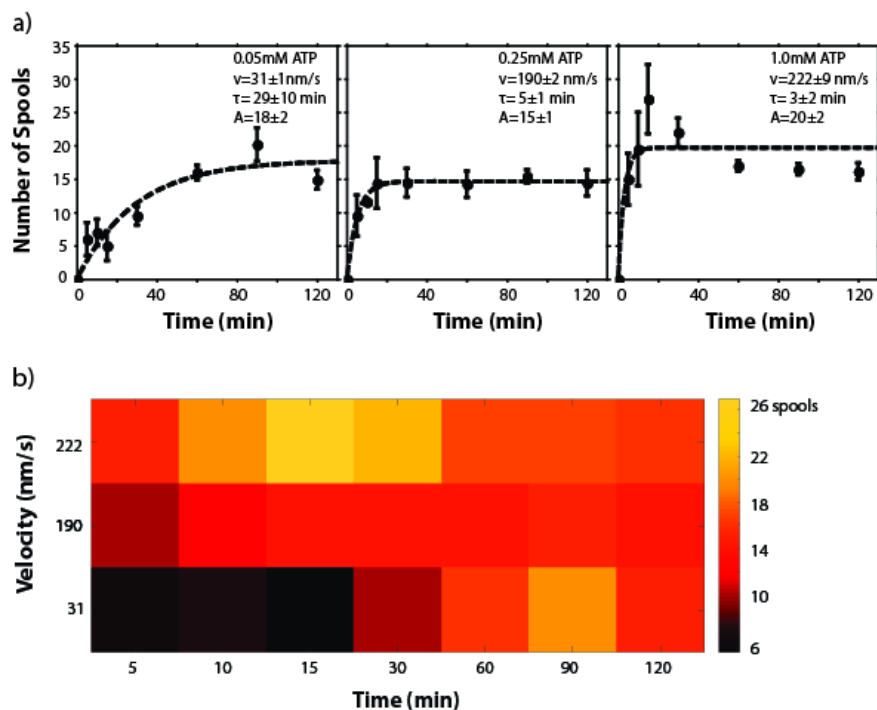 a)
Number of Spools
35
30
25
20
15
10
5
0
0.05mM ATP
v=31±1nm/s
τ=29±10 min
A=18±2
0.25mM ATP
v=190±2 nm/s
τ= 5±1 min
A=15±1
1.0mM ATP
v=222±9 nm/s
τ= 3±2 min
A=20±2
0 40 80 120
0 40 80 120
0 40 80 120
Time (min)
Time (min)
Time (min)
b)
Velocity (nm/s)
222
190
31
5 10 15 30 60 90 120
Time (min)
26 spools
22
18
14
10
6